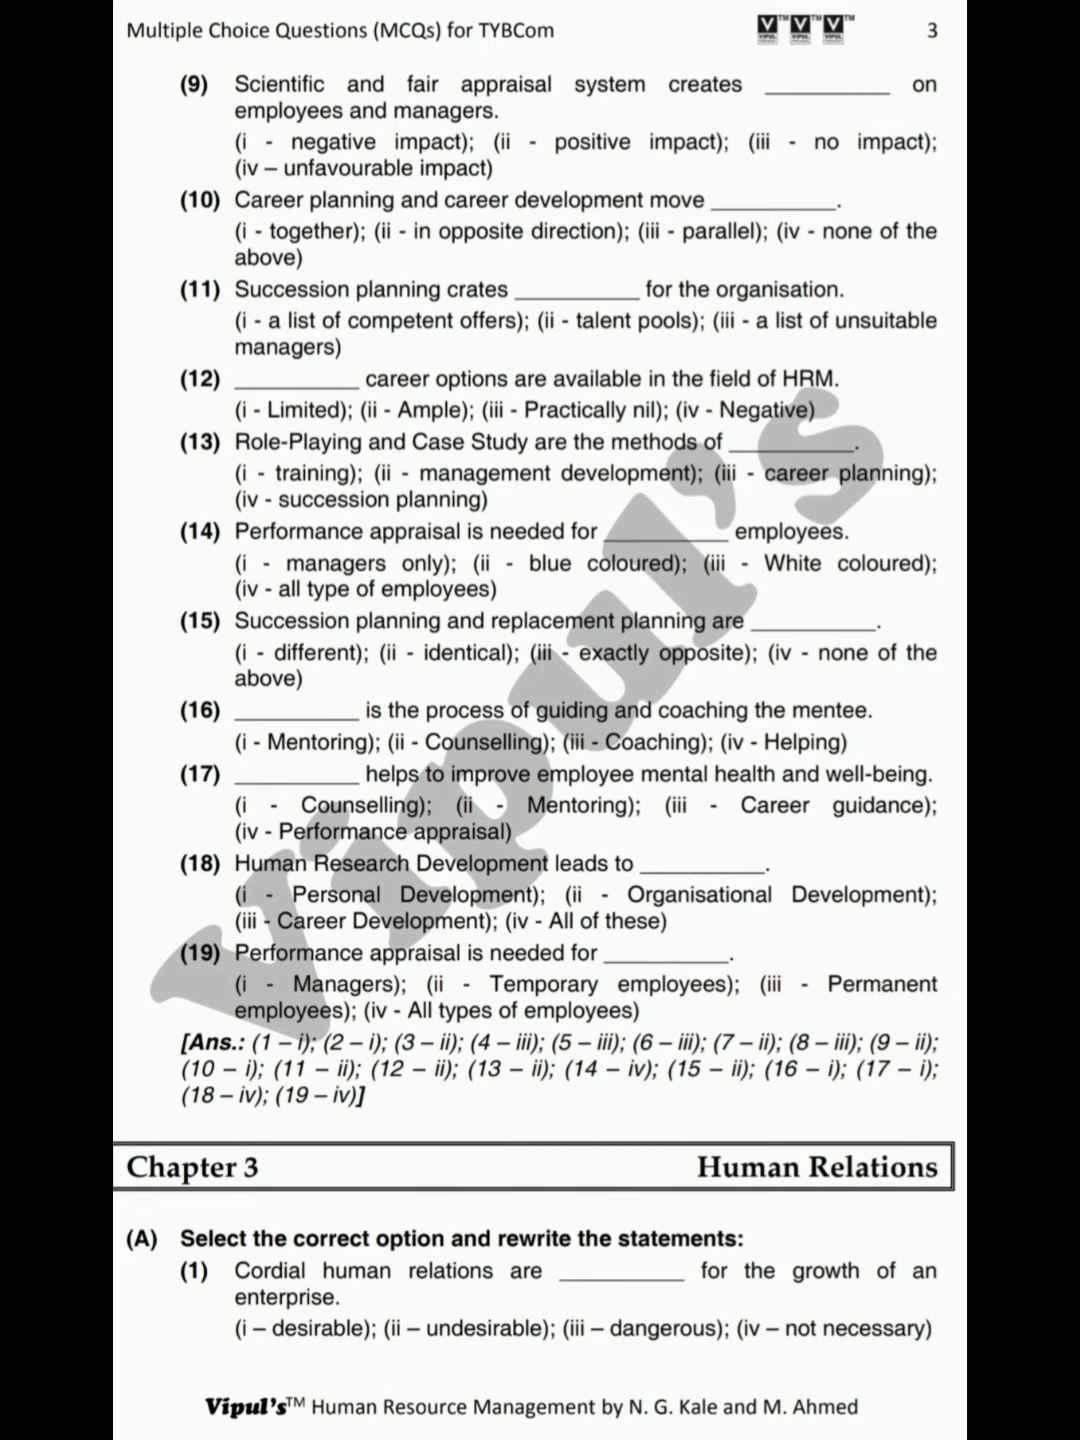 Multiple Choice Questions (MCQs) for TYBCom V™ V™ V™ 3
VIPUL VIPUL VIPUL
(9) Scientific and fair appraisal system creates __________ on
employees and managers.
(i - negative impact); (ii - positive impact); (iii - no impact);
(iv – unfavourable impact)
(10) Career planning and career development move __________.
(i - together); (ii - in opposite direction); (iii - parallel); (iv - none of the
above)
(11) Succession planning crates __________ for the organisation.
(i - a list of competent offers); (ii - talent pools); (iii - a list of unsuitable
managers)
(12) __________ career options are available in the field of HRM.
(i - Limited); (ii - Ample); (iii - Practically nil); (iv - Negative)
(13) Role-Playing and Case Study are the methods of __________.
(i - training); (ii - management development); (iii - career planning);
(iv - succession planning)
(14) Performance appraisal is needed for __________ employees.
(i - managers only); (ii - blue coloured); (iii - White coloured);
(iv - all type of employees)
(15) Succession planning and replacement planning are __________.
(i - different); (ii - identical); (iii - exactly opposite); (iv - none of the
above)
(16) __________ is the process of guiding and coaching the mentee.
(i - Mentoring); (ii - Counselling); (iii - Coaching); (iv - Helping)
(17) __________ helps to improve employee mental health and well-being.
(i - Counselling); (ii - Mentoring); (iii - Career guidance);
(iv - Performance appraisal)
(18) Human Research Development leads to __________.
(i - Personal Development); (ii - Organisational Development);
(iii - Career Development); (iv - All of these)
(19) Performance appraisal is needed for __________.
(i - Managers); (ii - Temporary employees); (iii - Permanent
employees); (iv - All types of employees)
[Ans.: (1 – i); (2 – i); (3 – ii); (4 – iii); (5 – iii); (6 – iii); (7 – ii); (8 – iii); (9 – ii);
(10 – i); (11 – ii); (12 – ii); (13 – ii); (14 – iv); (15 – ii); (16 – i); (17 – i);
(18 – iv); (19 – iv)]
Vipul's
Chapter 3 Human Relations
(A) Select the correct option and rewrite the statements:
(1) Cordial human relations are __________ for the growth of an
enterprise.
(i – desirable); (ii – undesirable); (iii – dangerous); (iv – not necessary)
Vipul's™ Human Resource Management by N. G. Kale and M. Ahmed